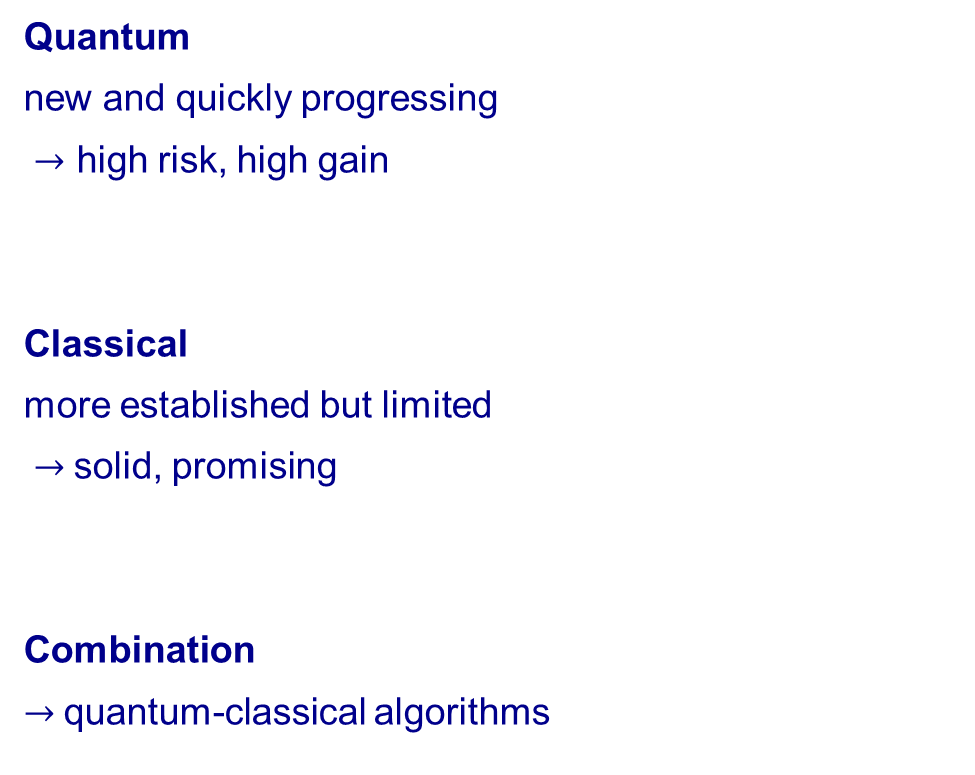 Quantum
new and quickly progressing
→ high risk, high gain
Classical
more established but limited
→ solid, promising
Combination
→ quantum-classical algorithms